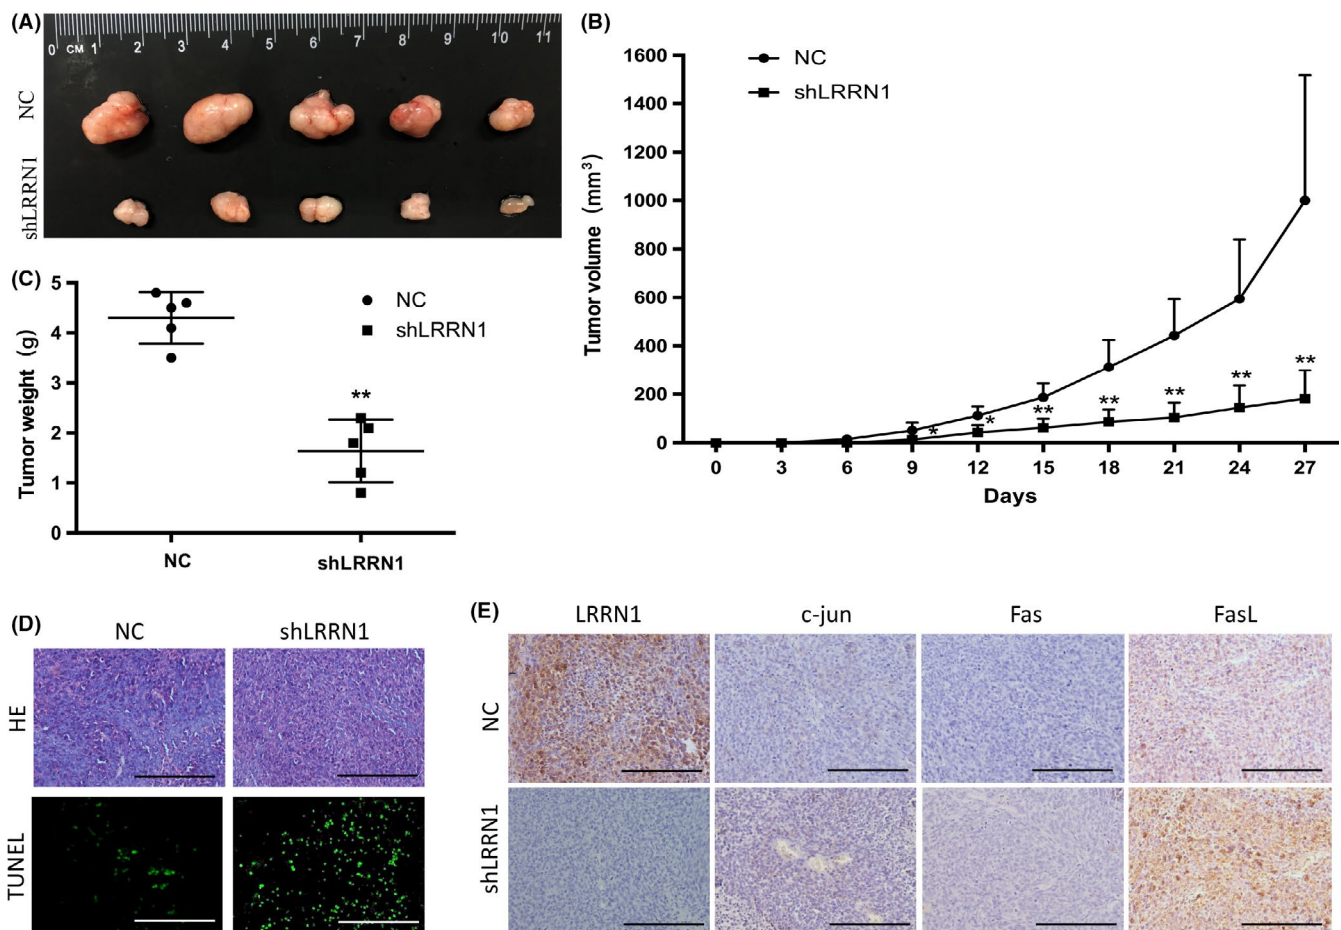 (A)
0 CM 1 2 3 4 5 6 7 8 9 10 11
NC
shLRRN1
(B)
NC
shLRRN1
Tumor volume (mm³)
1600
1400
1200
1000
800
600
400
200
0
* * ** ** ** ** **
0 3 6 9 12 15 18 21 24 27
Days
(C)
NC
shLRRN1
Tumor weight (g)
5
4
3
2
1
0
**
NC shLRRN1
(D)
NC shLRRN1
HE
TUNEL
(E)
LRRN1 c-jun Fas FasL
NC
shLRRN1